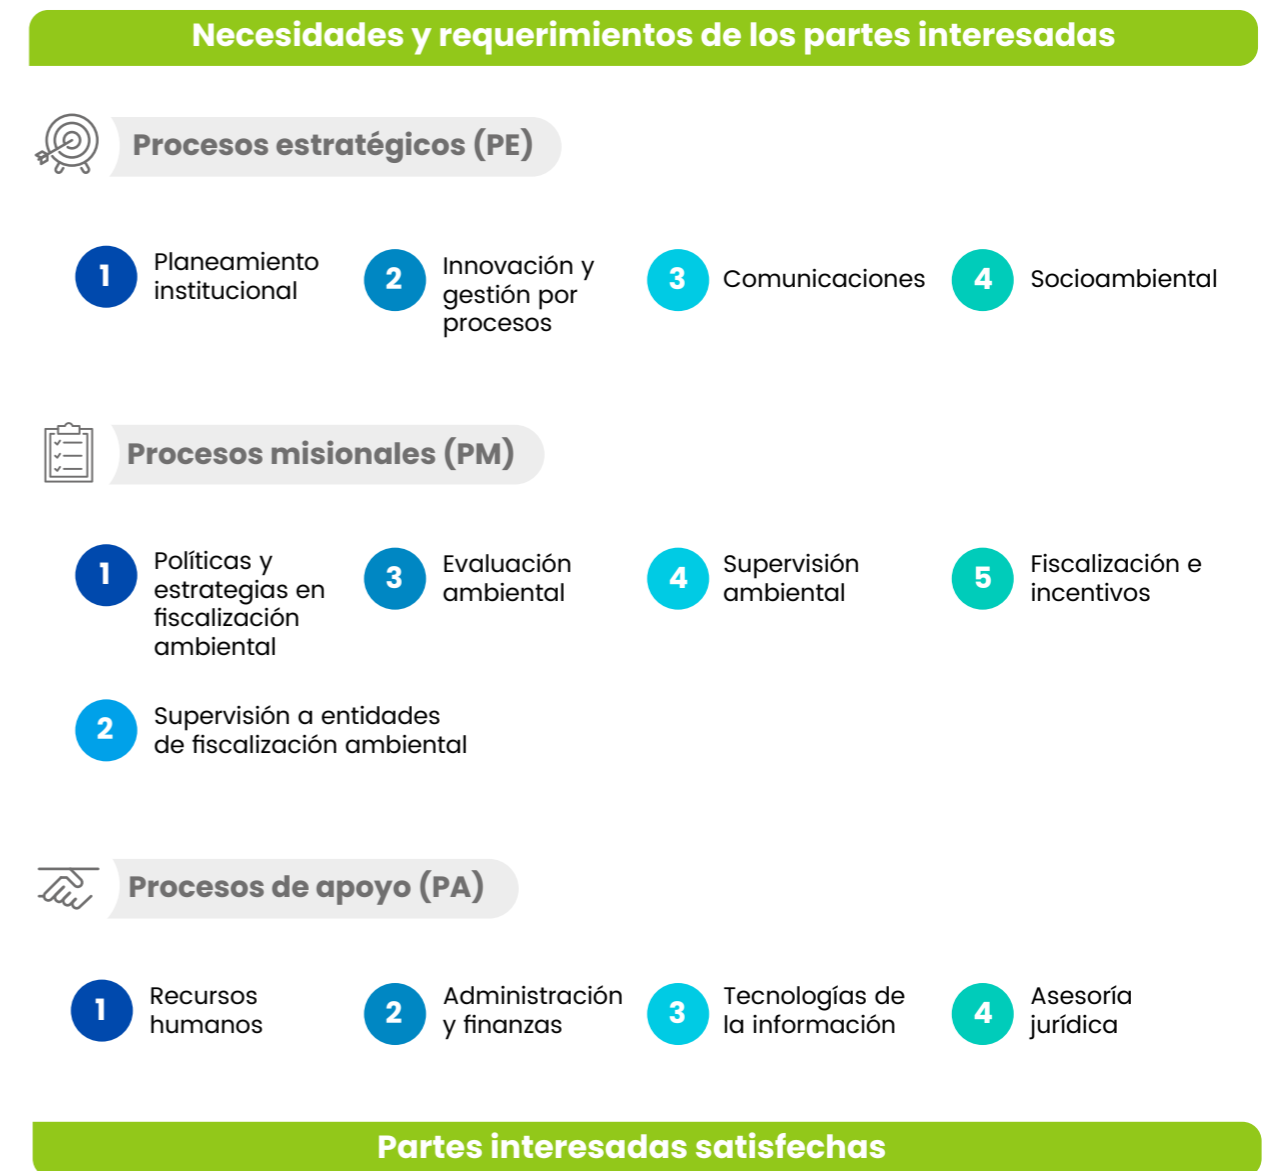 Necesidades y requerimientos de los partes interesadas
Procesos estratégicos (PE)
1
Planeamiento
institucional
2
Innovación y
gestión por
procesos
3
Comunicaciones
4
Socioambiental
Procesos misionales (PM)
1
Políticas y
estrategias en
fiscalización
ambiental
2
Supervisión a entidades
de fiscalización ambiental
3
Evaluación
ambiental
4
Supervisión
ambiental
5
Fiscalización e
incentivos
Procesos de apoyo (PA)
1
Recursos
humanos
2
Administración
y finanzas
3
Tecnologías de
la información
4
Asesoría
jurídica
Partes interesadas satisfechas